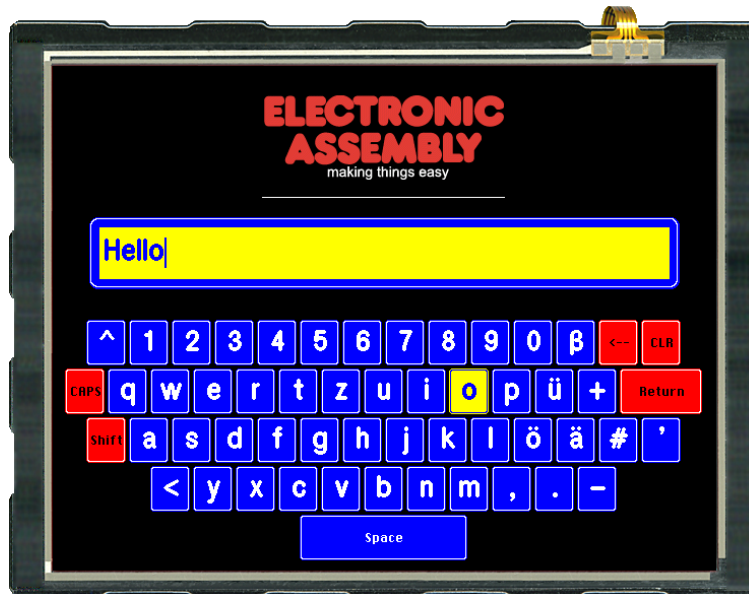 ELECTRONIC
ASSEMBLY
making things easy
Hello
^ 1 2 3 4 5 6 7 8 9 0 β <-- CLR
CAPS q w e r t z u i o p ü + Return
Shift a s d f g h j k l ö ä # '
< y x c v b n m , . -
Space